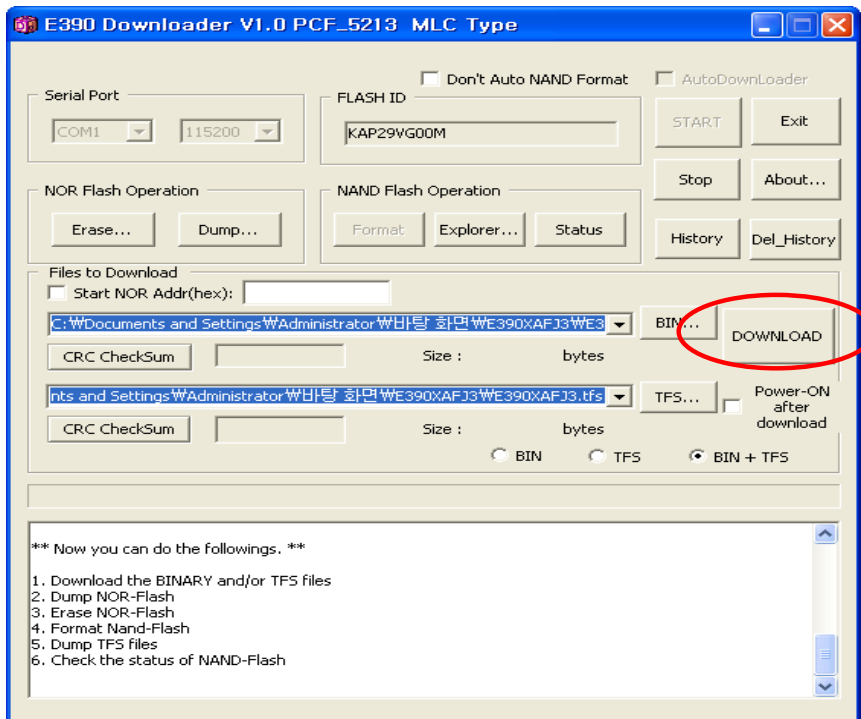 E390 Downloader V1.0 PCF_5213 MLC Type
Don't Auto NAND Format
AutoDownLoader
Serial Port
FLASH ID
COM1
115200
KAP29VG00M
START
Exit
Stop
About...
NOR Flash Operation
NAND Flash Operation
Erase...
Dump...
Format
Explorer...
Status
History
Del_History
Files to Download
Start NOR Addr(hex):
C:₩Documents and Settings₩Administrator₩바탕 화면₩E390XAFJ3₩E3
BIN...
DOWNLOAD
CRC CheckSum
Size :
bytes
nts and Settings₩Administrator₩바탕 화면₩E390XAFJ3₩E390XAFJ3.tfs
TFS...
Power-ON
after
download
CRC CheckSum
Size :
bytes
BIN
TFS
BIN + TFS
** Now you can do the followings. **
1. Download the BINARY and/or TFS files
2. Dump NOR-Flash
3. Erase NOR-Flash
4. Format Nand-Flash
5. Dump TFS files
6. Check the status of NAND-Flash